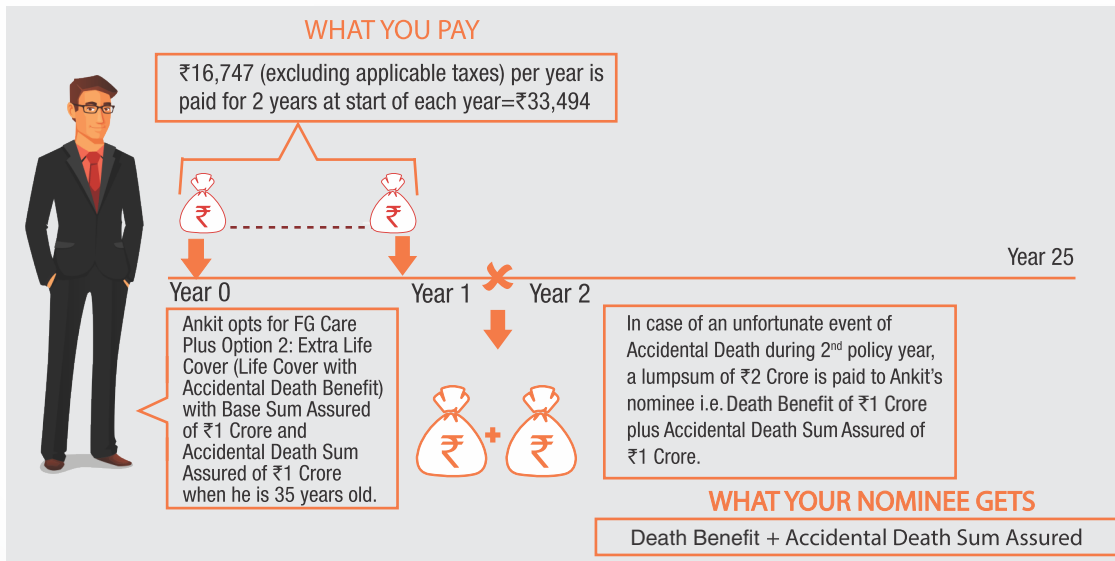 WHAT YOU PAY
₹16,747 (excluding applicable taxes) per year is
paid for 2 years at start of each year=₹33,494
₹
₹
Year 25
Year 0
Year 1
Year 2
Ankit opts for FG Care
Plus Option 2: Extra Life
Cover (Life Cover with
Accidental Death Benefit)
with Base Sum Assured
of ₹1 Crore and
Accidental Death Sum
Assured of ₹1 Crore
when he is 35 years old.
₹
+
₹
In case of an unfortunate event of
Accidental Death during 2nd policy year,
a lumpsum of ₹2 Crore is paid to Ankit's
nominee i.e. Death Benefit of ₹1 Crore
plus Accidental Death Sum Assured of
₹1 Crore.
WHAT YOUR NOMINEE GETS
Death Benefit + Accidental Death Sum Assured